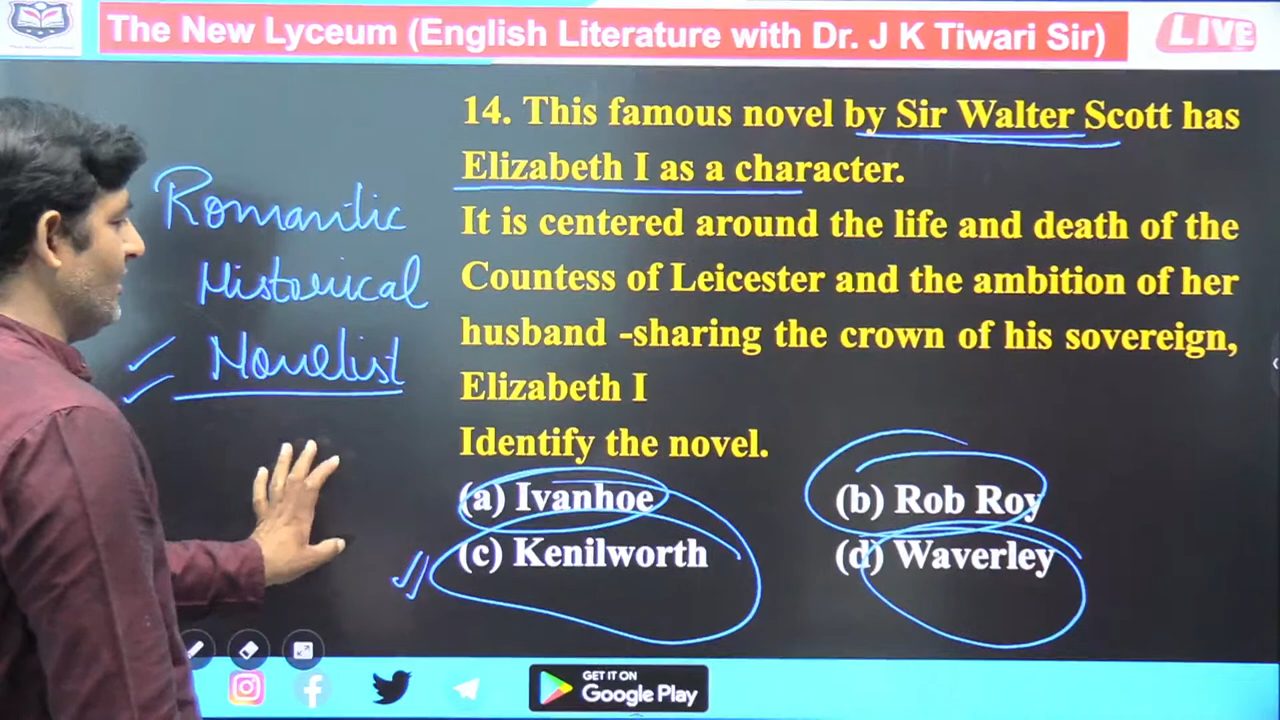 The New Lyceum (English Literature with Dr. J K Tiwari Sir)
LIVE
14. This famous novel by Sir Walter Scott has
Elizabeth I as a character.
It is centered around the life and death of the
Countess of Leicester and the ambition of her
husband -sharing the crown of his sovereign,
Elizabeth I
Identify the novel.
(a) Ivanhoe
(b) Rob Roy
(c) Kenilworth
(d) Waverley
Romantic
Historical
Novelist
GET IT ON
Google Play